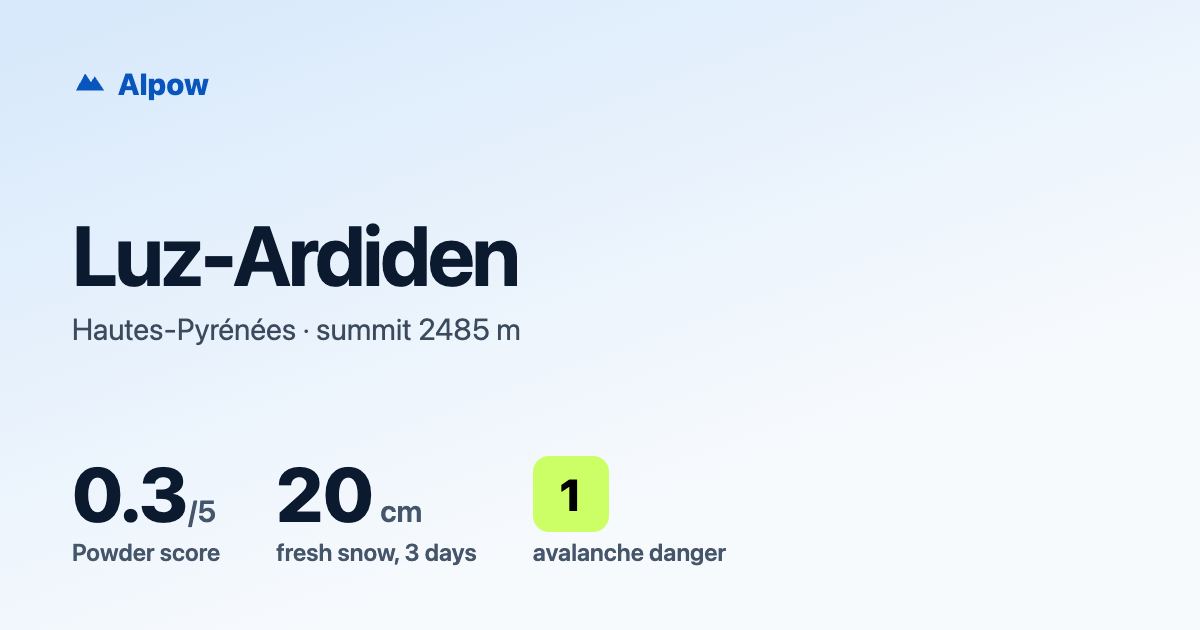 Alpow
Luz-Ardiden
Hautes-Pyrénées · summit 2485 m
0.3/5
Powder score
20 cm
fresh snow, 3 days
1
avalanche danger